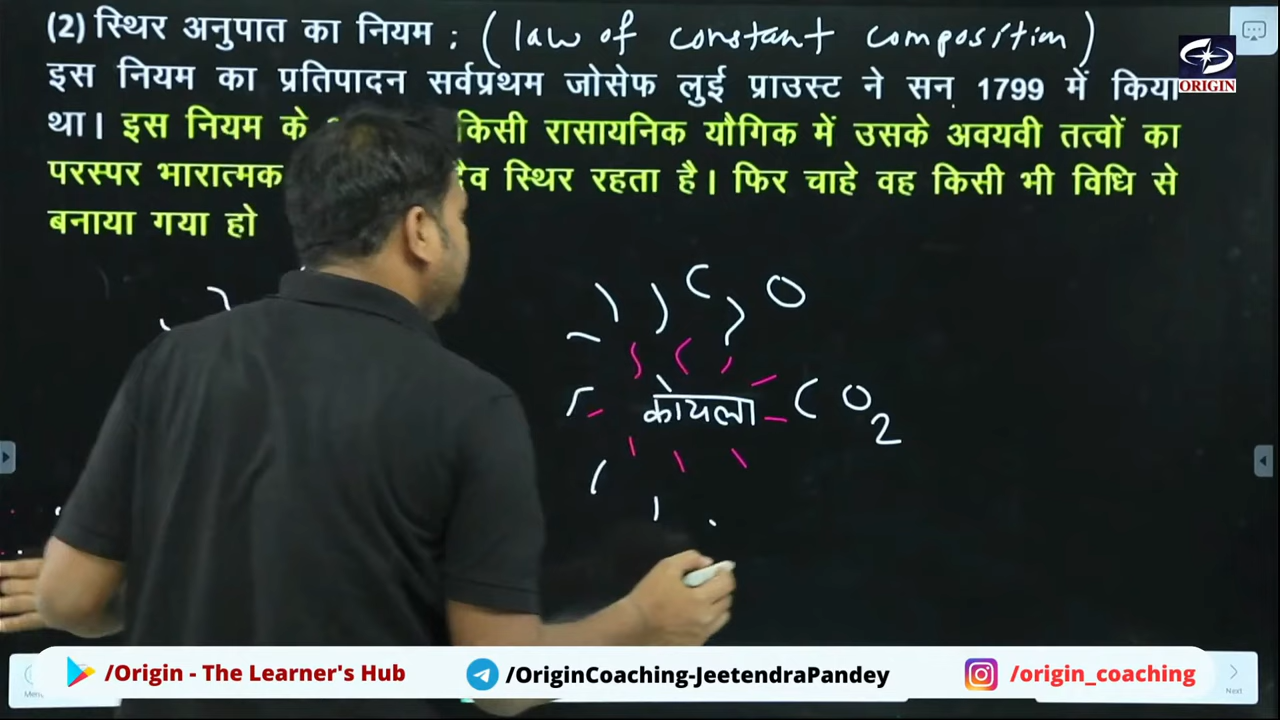 (2) स्थिर अनुपात का नियम : (law of constant composition)
इस नियम का प्रतिपादन सर्वप्रथम जोसेफ लुई प्राउस्ट ने सन् 1799 में किया
ORIGIN
था। इस नियम के किसी रासायनिक यौगिक में उसके अवयवी तत्वों का
परस्पर भारात्मक स्थिर रहता है। फिर चाहे वह किसी भी विधि से
बनाया गया हो
C O
कोयला CO2
/Origin - The Learner's Hub
/OriginCoaching-JeetendraPandey
/origin_coaching
Next